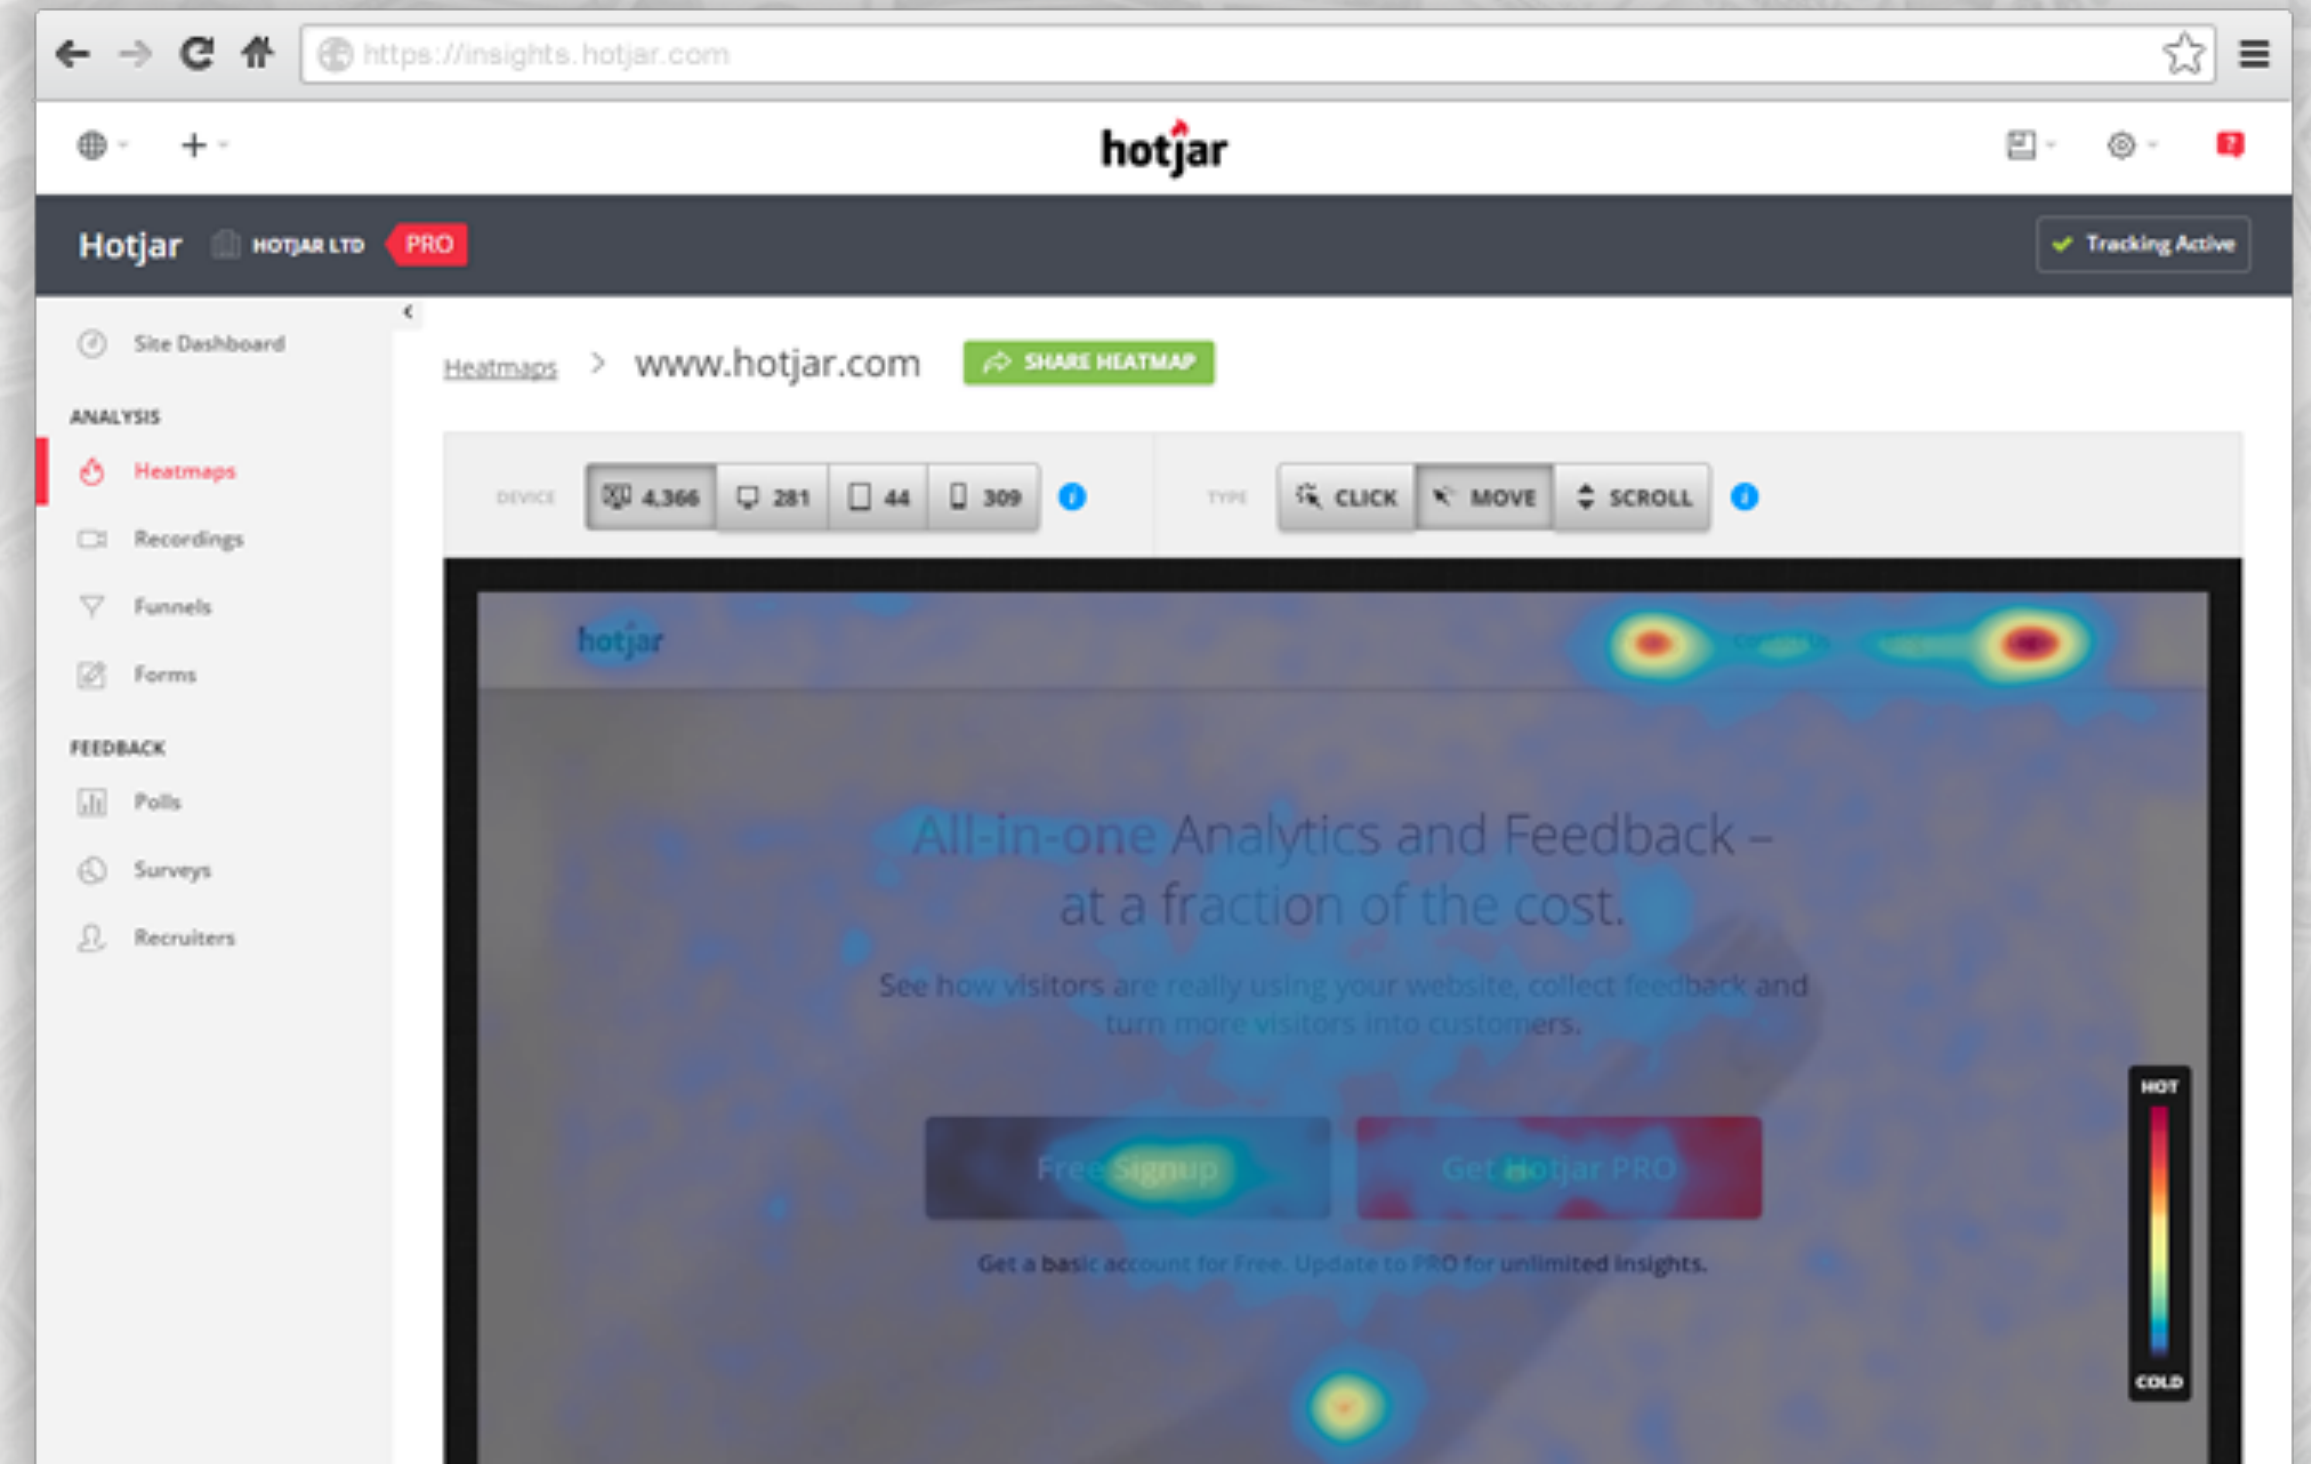 https://insights.hotjar.com
hotjar
?
Hotjar HOTJAR LTD PRO
Tracking Active
Site Dashboard
ANALYSIS
Heatmaps
Recordings
Funnels
Forms
FEEDBACK
Polls
Surveys
Recruiters
Heatmaps > www.hotjar.com SHARE HEATMAP
DEVICE 4,366 281 44 309 i
TYPE CLICK MOVE SCROLL i
hotjar
All-in-one Analytics and Feedback –
at a fraction of the cost.
See how visitors are really using your website, collect feedback and
turn more visitors into customers.
Free Signup
Get Hotjar PRO
Get a basic account for Free. Update to PRO for unlimited insights.
HOT
COLD